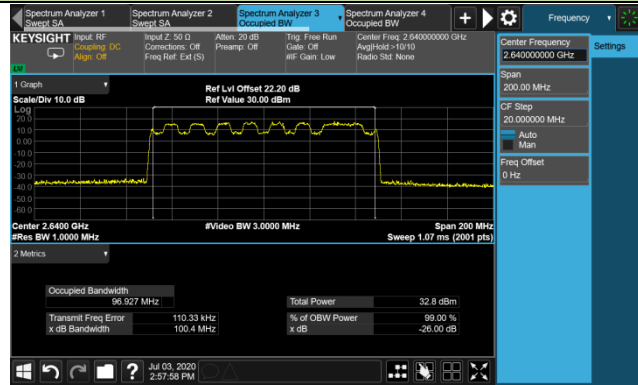 Spectrum Analyzer 1
Swept SA
Spectrum Analyzer 2
Swept SA
Spectrum Analyzer 3
Occupied BW
Spectrum Analyzer 4
Occupied BW
+
Frequency
KEYSIGHT
Input: RF
Coupling: DC
Align: Off
Input Z: 50 Ω
Corrections: Off
Freq Ref: Ext (S)
Atten: 20 dB
Preamp: Off
Trig: Free Run
Gate: Off
#IF Gain: Low
Center Freq: 2.640000000 GHz
Avg|Hold:>10/10
Radio Std: None
Center Frequency
2.640000000 GHz
Settings
Span
200.00 MHz
CF Step
20.000000 MHz
Auto
Man
Freq Offset
0 Hz
1 Graph
Scale/Div 10.0 dB
Ref Lvl Offset 22.20 dB
Ref Value 30.00 dBm
Log
20.0
10.0
0.00
-10.0
-20.0
-30.0
-40.0
-50.0
-60.0
Center 2.6400 GHz
#Res BW 1.0000 MHz
#Video BW 3.0000 MHz
Span 200 MHz
Sweep 1.07 ms (2001 pts)
2 Metrics
Occupied Bandwidth
96.927 MHz
Total Power 32.8 dBm
Transmit Freq Error 110.33 kHz
% of OBW Power 99.00 %
x dB Bandwidth 100.4 MHz
x dB -26.00 dB
?
Jul 03, 2020
2:57:58 PM